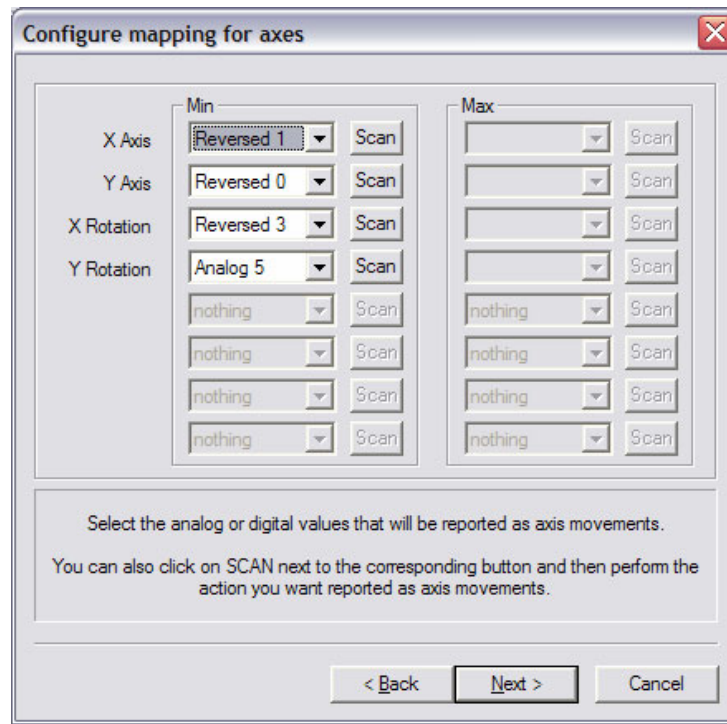 Configure mapping for axes
Min Max
X Axis Reversed 1 Scan Scan
Y Axis Reversed 0 Scan Scan
X Rotation Reversed 3 Scan Scan
Y Rotation Analog 5 Scan Scan
nothing Scan nothing Scan
nothing Scan nothing Scan
nothing Scan nothing Scan
nothing Scan nothing Scan
Select the analog or digital values that will be reported as axis movements.
You can also click on SCAN next to the corresponding button and then perform the
action you want reported as axis movements.
< Back Next > Cancel